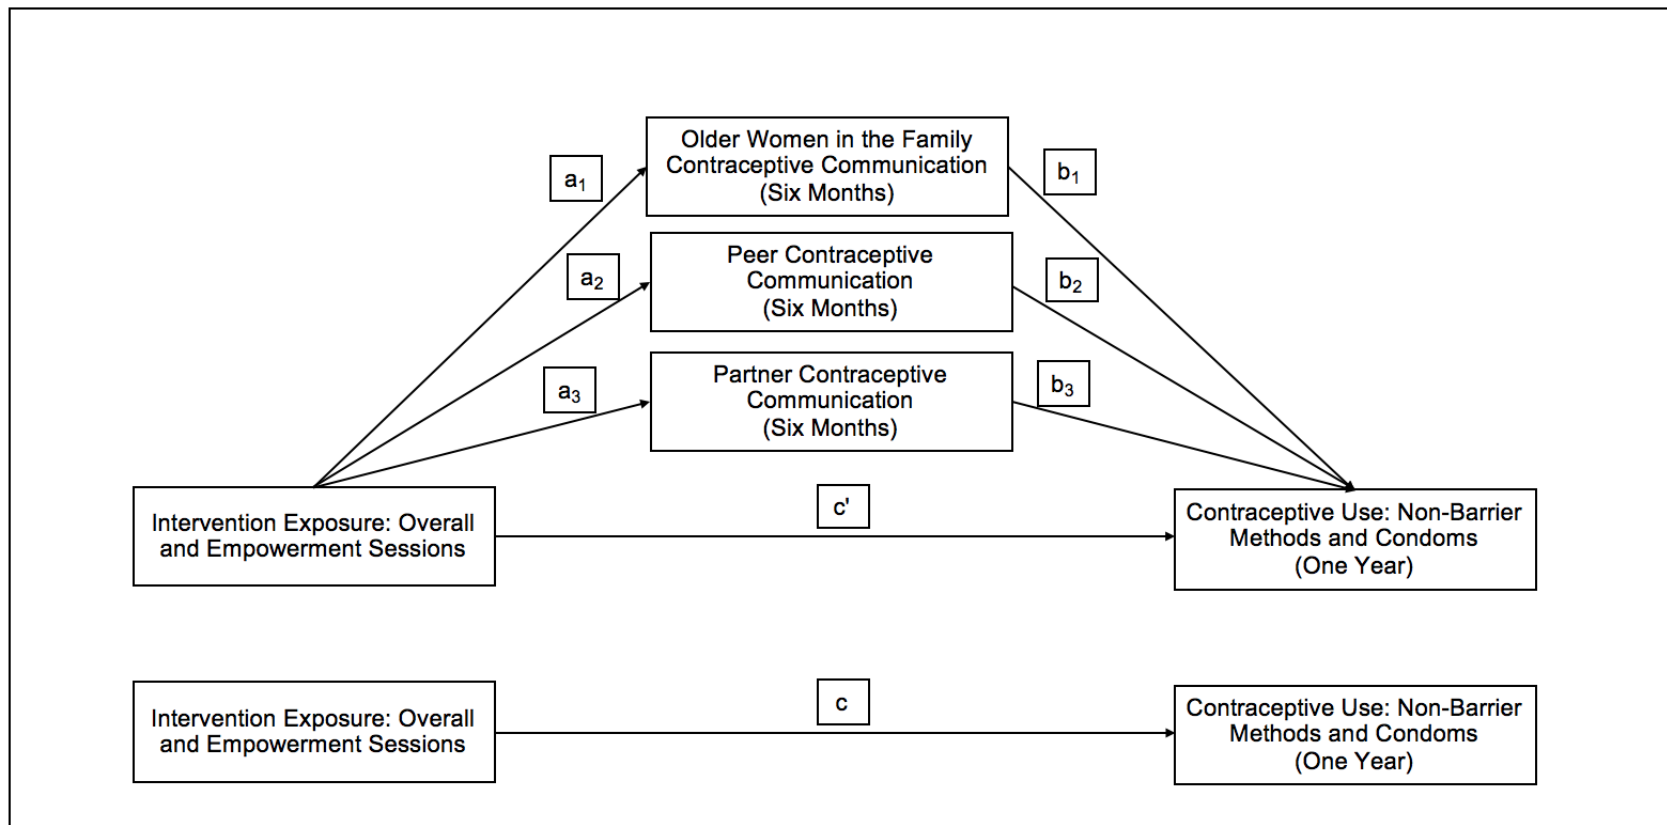 Older Women in the Family
Contraceptive Communication
(Six Months)
a₁
b₁
Peer Contraceptive
Communication
(Six Months)
a₂
b₂
Partner Contraceptive
Communication
(Six Months)
a₃
b₃
Intervention Exposure: Overall
and Empowerment Sessions
c'
Contraceptive Use: Non-Barrier
Methods and Condoms
(One Year)
Intervention Exposure: Overall
and Empowerment Sessions
c
Contraceptive Use: Non-Barrier
Methods and Condoms
(One Year)